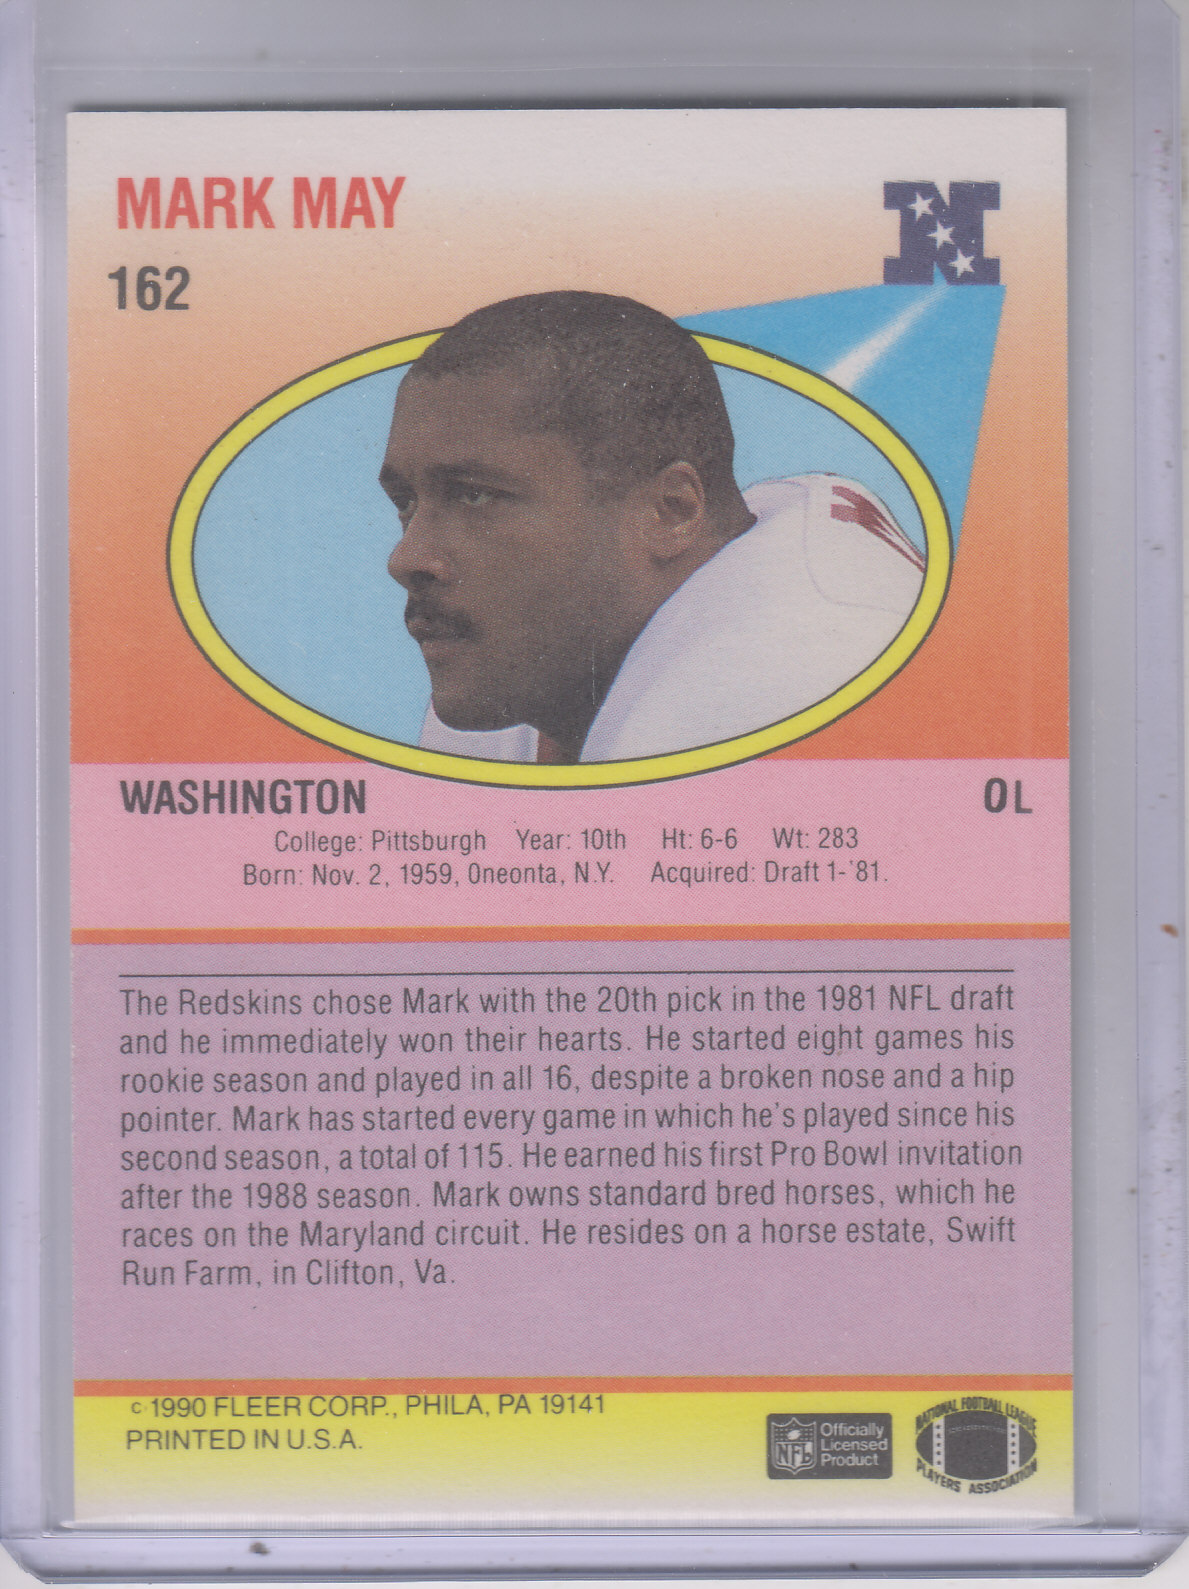 MARK MAY
162
N
WASHINGTON
OL
College: Pittsburgh Year: 10th Ht: 6-6 Wt: 283
Born: Nov. 2, 1959, Oneonta, N.Y. Acquired: Draft 1-'81.
The Redskins chose Mark with the 20th pick in the 1981 NFL draft
and he immediately won their hearts. He started eight games his
rookie season and played in all 16, despite a broken nose and a hip
pointer. Mark has started every game in which he's played since his
second season, a total of 115. He earned his first Pro Bowl invitation
after the 1988 season. Mark owns standard bred horses, which he
races on the Maryland circuit. He resides on a horse estate, Swift
Run Farm, in Clifton, Va.
c 1990 FLEER CORP., PHILA, PA 19141
PRINTED IN U.S.A.
NFL
Officially
Licensed
Product
NATIONAL FOOTBALL LEAGUE
PLAYERS ASSOCIATION